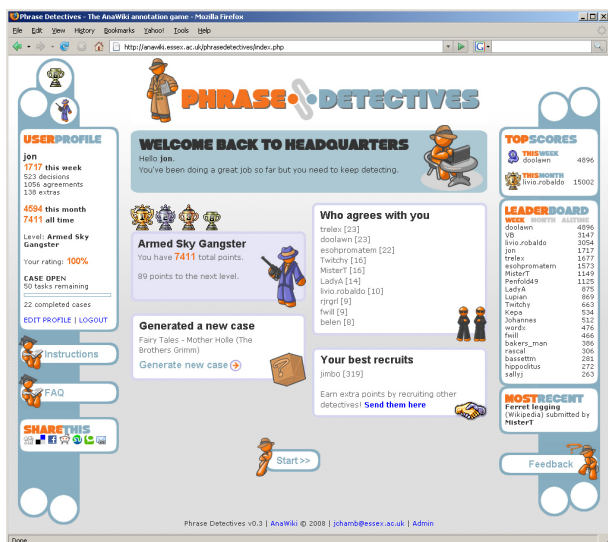 Phrase Detectives - The AnaWiki annotation game - Mozilla Firefox
File Edit View History Bookmarks Yahoo! Tools Help
http://anawiki.essex.ac.uk/phrasedetectives/index.php
G
PHRASE DETECTIVES
USERPROFILE
jon
1717 this week
523 decisions
1056 agreements
138 extras
4594 this month
7411 all time
Level: Armed Sky
Gangster
Your rating: 100%
CASE OPEN
50 tasks remaining
22 completed cases
EDIT PROFILE | LOGOUT
Instructions
FAQ
SHARETHIS
WELCOME BACK TO HEADQUARTERS
Hello jon.
You've been doing a great job so far but you need to keep detecting.
Armed Sky Gangster
You have 7411 total points.
89 points to the next level.
Generated a new case
Fairy Tales - Mother Holle (The
Brothers Grimm)
Generate new case
Who agrees with you
trelex [23]
doolawn [23]
esohpromatem [22]
Twitchy [16]
MisterT [16]
LadyA [14]
livio.robaldo [10]
rjrgrl [9]
fwill [9]
belen [8]
Your best recruits
jimbo [319]
Earn extra points by recruiting other
detectives! Send them here
Start >>
TOPSCORES
THISWEEK
doolawn 4896
THISMONTH
livio.robaldo 15002
LEADERBOARD
WEEK MONTH ALLTIME
doolawn 4896
VB 3147
livio.robaldo 3054
jon 1717
trelex 1677
esohpromatem 1573
MisterT 1149
Penfold49 1125
LadyA 875
Lupian 869
Twitchy 663
Kepa 534
Johannes 512
wordx 476
fwill 466
bakers_man 386
rascal 306
bassettm 281
hippoditus 272
sallyj 263
MOSTRECENT
Ferret legging
(Wikipedia) submitted by
MisterT
Feedback
Phrase Detectives v0.3 | AnaWiki © 2008 | jchamb@essex.ac.uk | Admin
Done